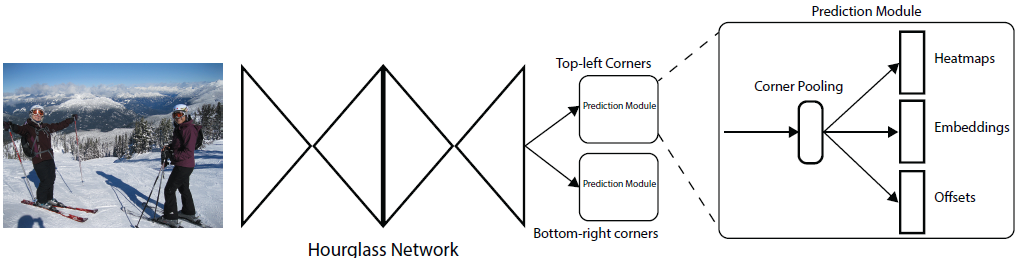 Prediction Module
Top-left Corners
Heatmaps
Corner Pooling
Prediction Module
Embeddings
Prediction Module
Offsets
Bottom-right corners
Hourglass Network